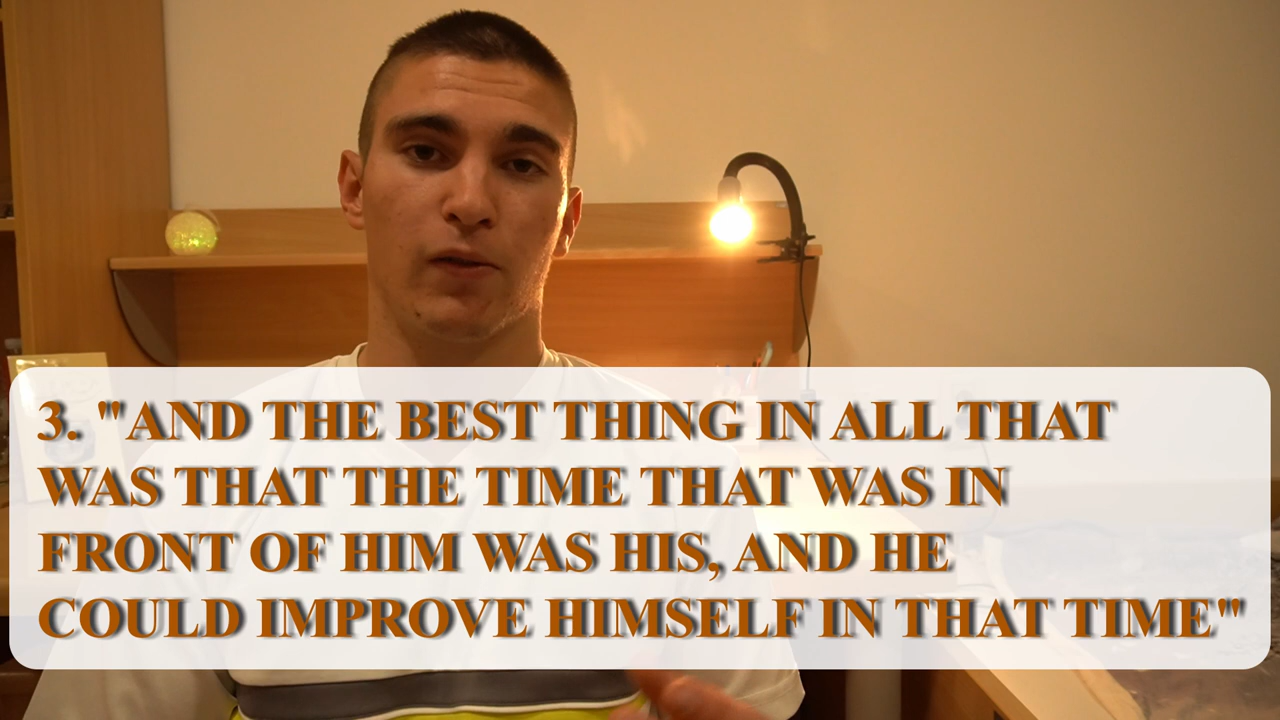 3. "AND THE BEST THING IN ALL THAT
WAS THAT THE TIME THAT WAS IN
FRONT OF HIM WAS HIS, AND HE
COULD IMPROVE HIMSELF IN THAT TIME"